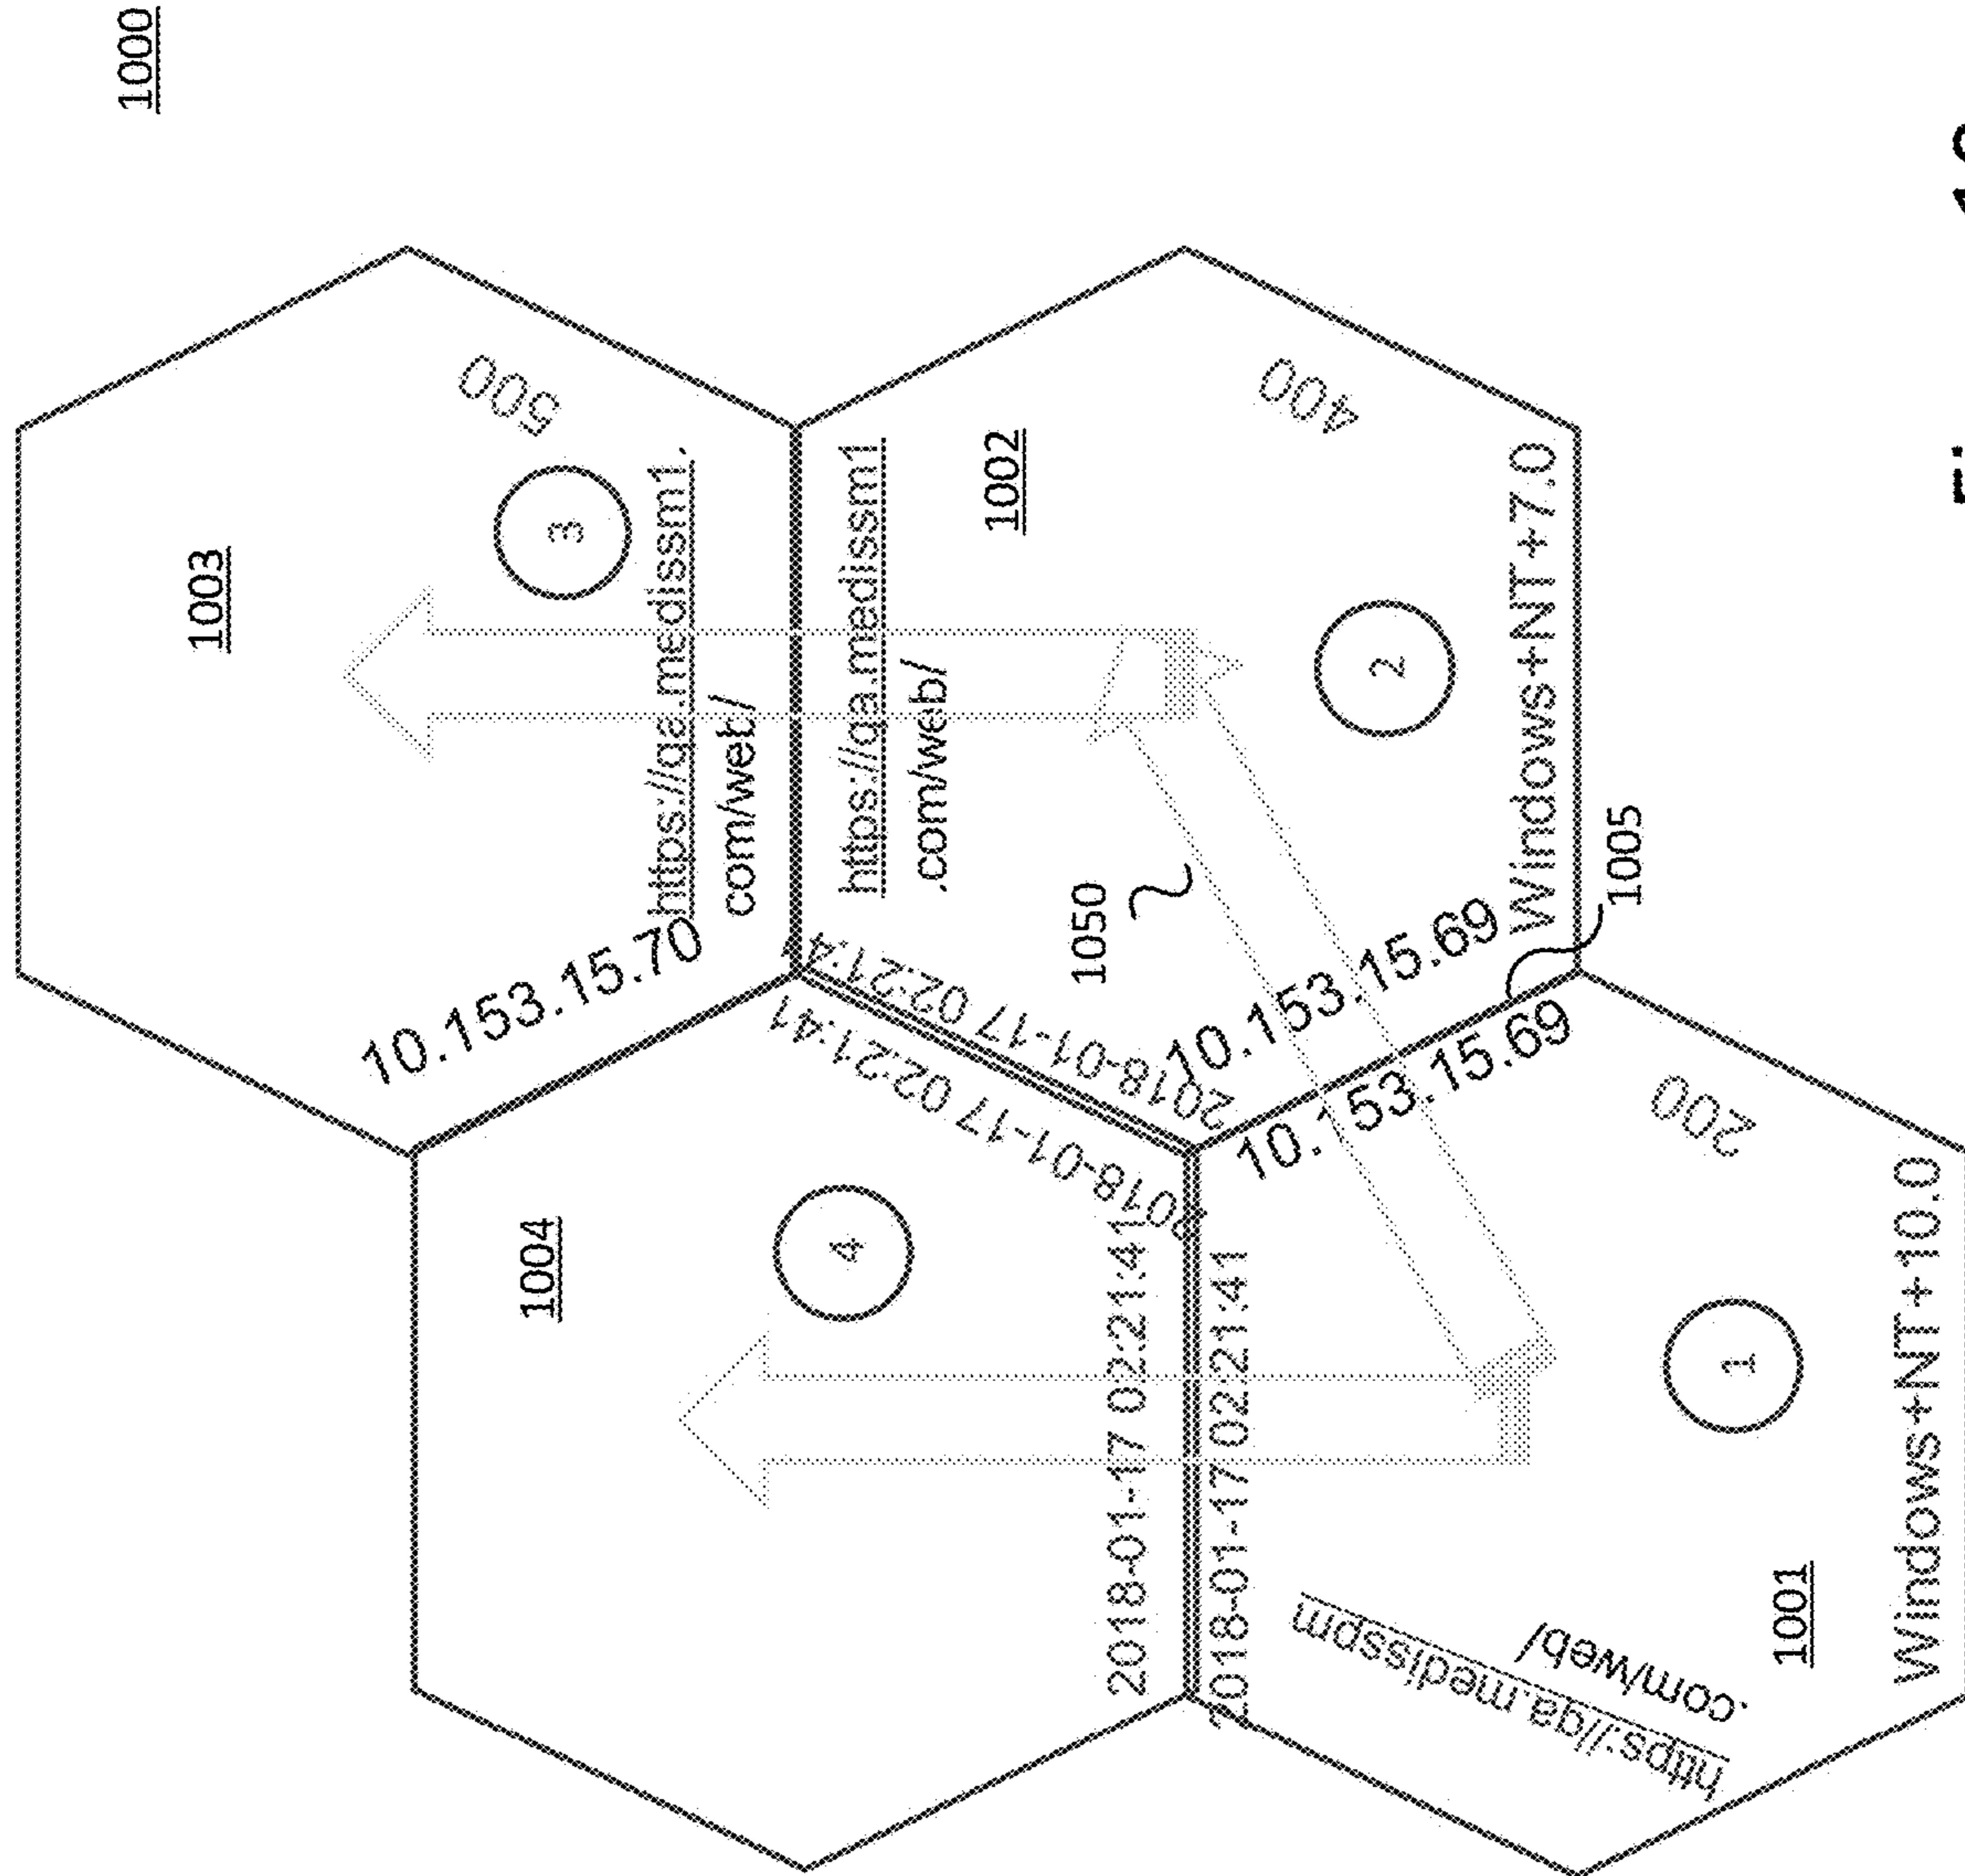 1000
1003
500
3
https://qa.medissm1.
com/web/
10.153.15.70
1004
4
2018-01-17 02:21:41
2018-01-17 02:21:41
https://qa.medissm1
.com/web/
1002
400
2018-01-17 02:21:4
1050
10.153.15.69
2
Windows+NT+7.0
1005
2018-01-17 02:21:41
10.153.15.69
200
https://qa.medisspm
.com/web/
1
1001
Windows+NT+10.0